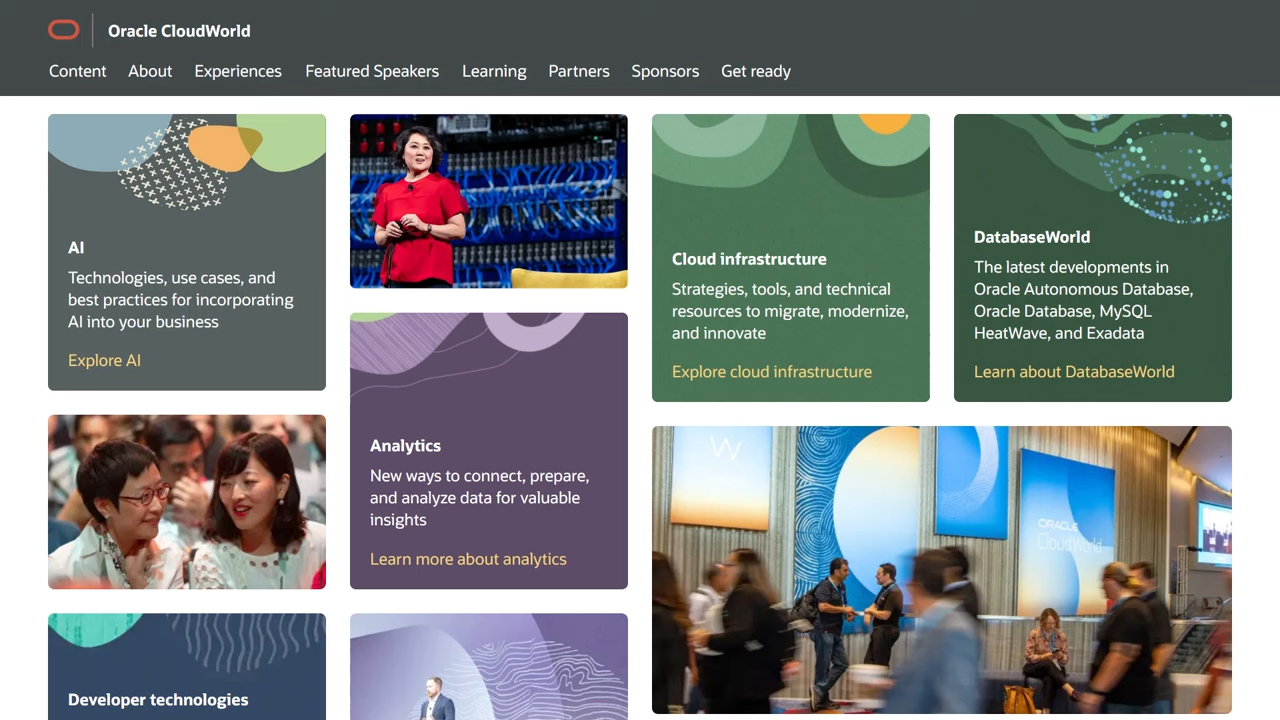 Oracle CloudWorld
Content About Experiences Featured Speakers Learning Partners Sponsors Get ready
AI
Technologies, use cases, and
best practices for incorporating
AI into your business
Explore AI
Analytics
New ways to connect, prepare,
and analyze data for valuable
insights
Learn more about analytics
Cloud infrastructure
Strategies, tools, and technical
resources to migrate, modernize,
and innovate
Explore cloud infrastructure
DatabaseWorld
The latest developments in
Oracle Autonomous Database,
Oracle Database, MySQL
HeatWave, and Exadata
Learn about DatabaseWorld
W
ORACLE
CloudWorld
Developer technologies